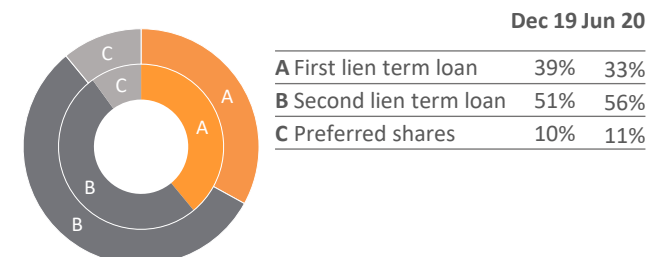 Dec 19 Jun 20
C
C
A
A
B
B
A First lien term loan 39% 33%
B Second lien term loan 51% 56%
C Preferred shares 10% 11%